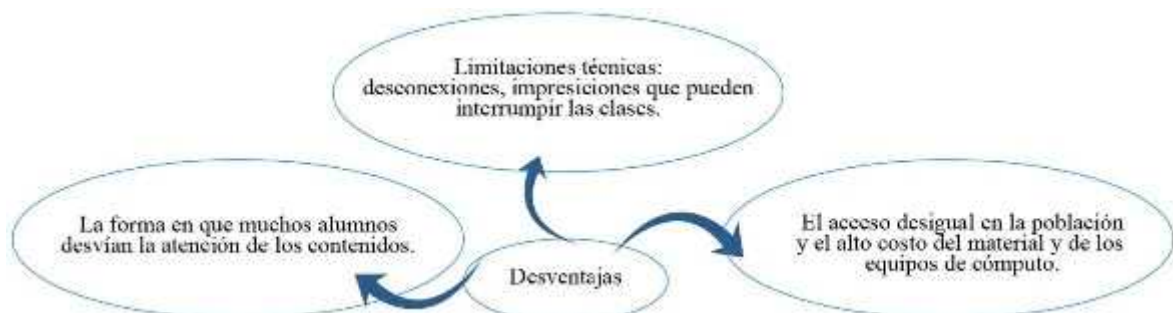 Limitaciones técnicas:
desconexiones, impresiciones que pueden
interrumpir las clases.
La forma en que muchos alumnos
desvían la atención de los contenidos.
El acceso desigual en la población
y el alto costo del material y de los
equipos de cómputo.
Desventajas